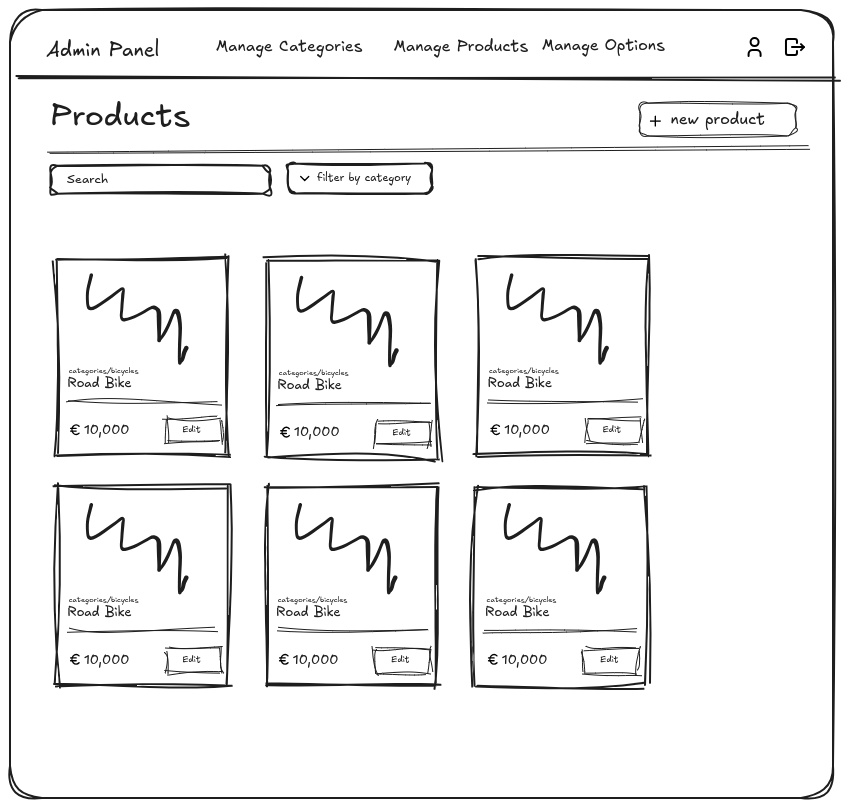 Admin Panel Manage Categories Manage Products Manage Options
Products + new product
Search filter by category
categories/bicycles categories/bicycles categories/bicycles
Road Bike Road Bike Road Bike
€ 10,000 Edit € 10,000 Edit € 10,000 Edit
categories/bicycles categories/bicycles categories/bicycles
Road Bike Road Bike Road Bike
€ 10,000 Edit € 10,000 Edit € 10,000 Edit